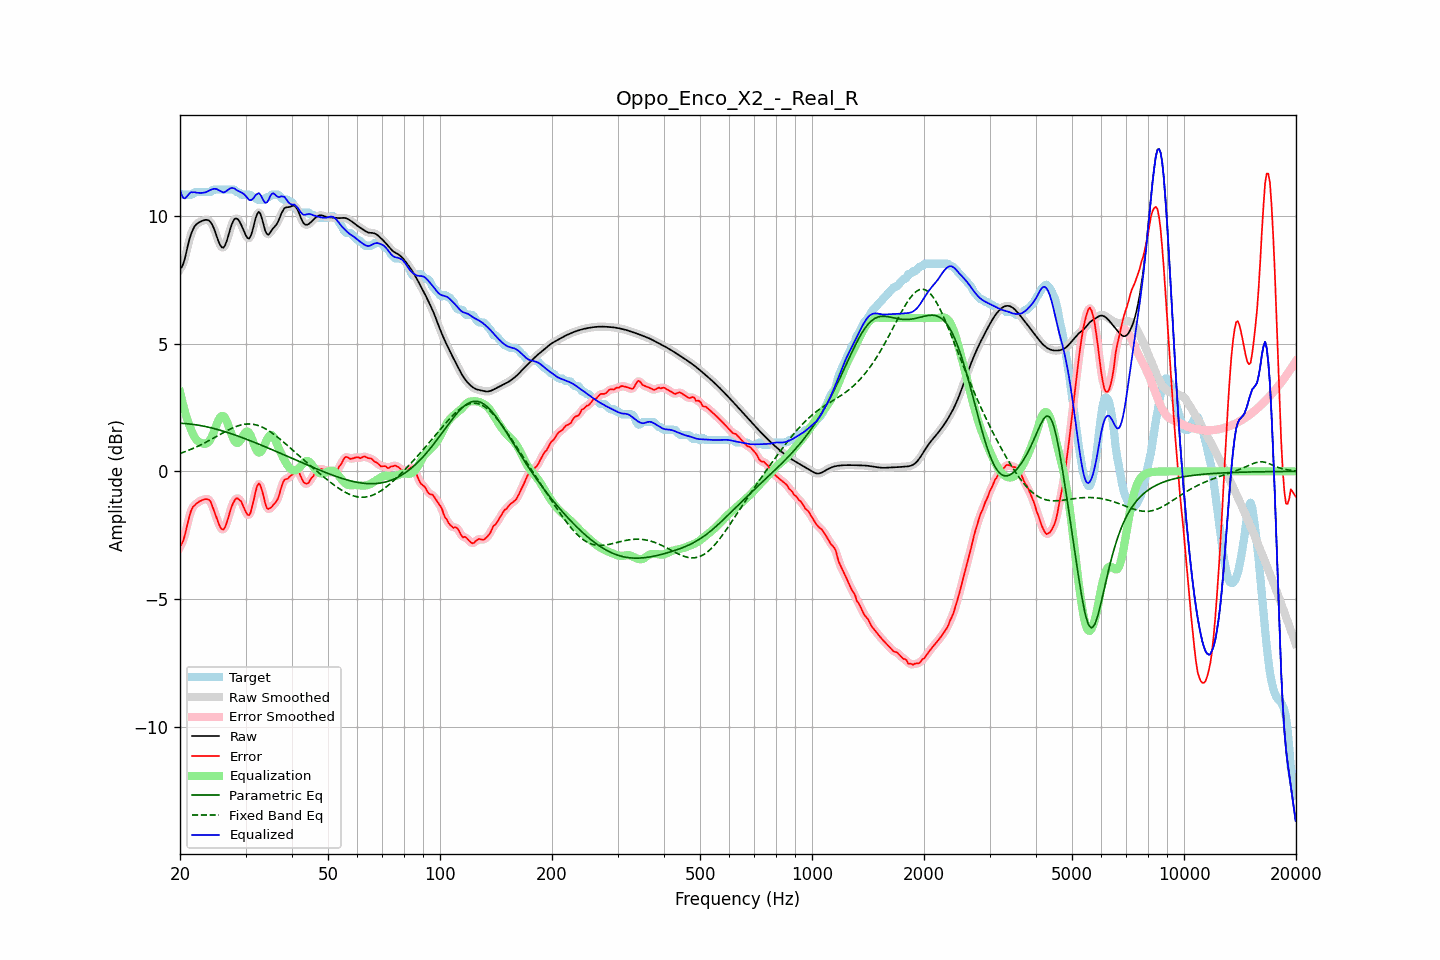 Oppo_Enco_X2_-_Real_R
Amplitude (dBr)
10
5
0
−5
−10
Target
Raw Smoothed
Error Smoothed
Raw
Error
Equalization
Parametric Eq
Fixed Band Eq
Equalized
20 50 100 200 500 1000 2000 5000 10000 20000
Frequency (Hz)